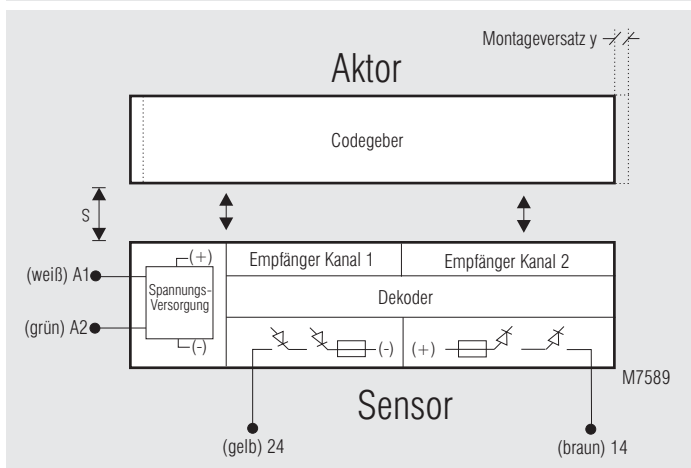 Montageversatz y
Aktor
Codegeber
S
(+)
Empfänger Kanal 1
Empfänger Kanal 2
(weiß) A1
Spannungs-
Versorgung
Dekoder
(grün) A2
(-)
(-)
(+)
M7589
Sensor
(gelb) 24
(braun) 14